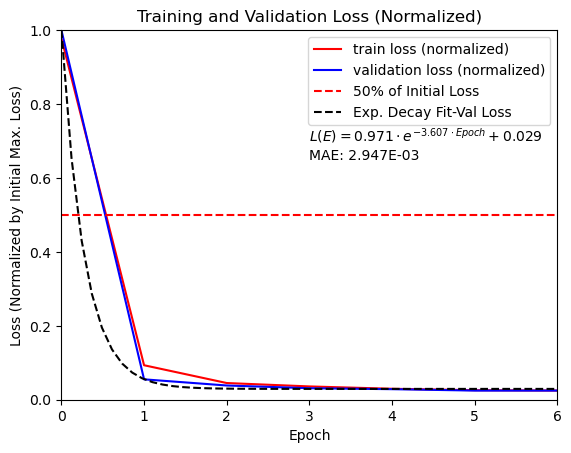 Training and Validation Loss (Normalized)
Loss (Normalized by Initial Max. Loss)
1.0
0.8
0.6
0.4
0.2
0.0
train loss (normalized)
validation loss (normalized)
50% of Initial Loss
Exp. Decay Fit-Val Loss
L(E) = 0.971 · e^{-3.607 · Epoch} + 0.029
MAE: 2.947E-03
0 1 2 3 4 5 6
Epoch